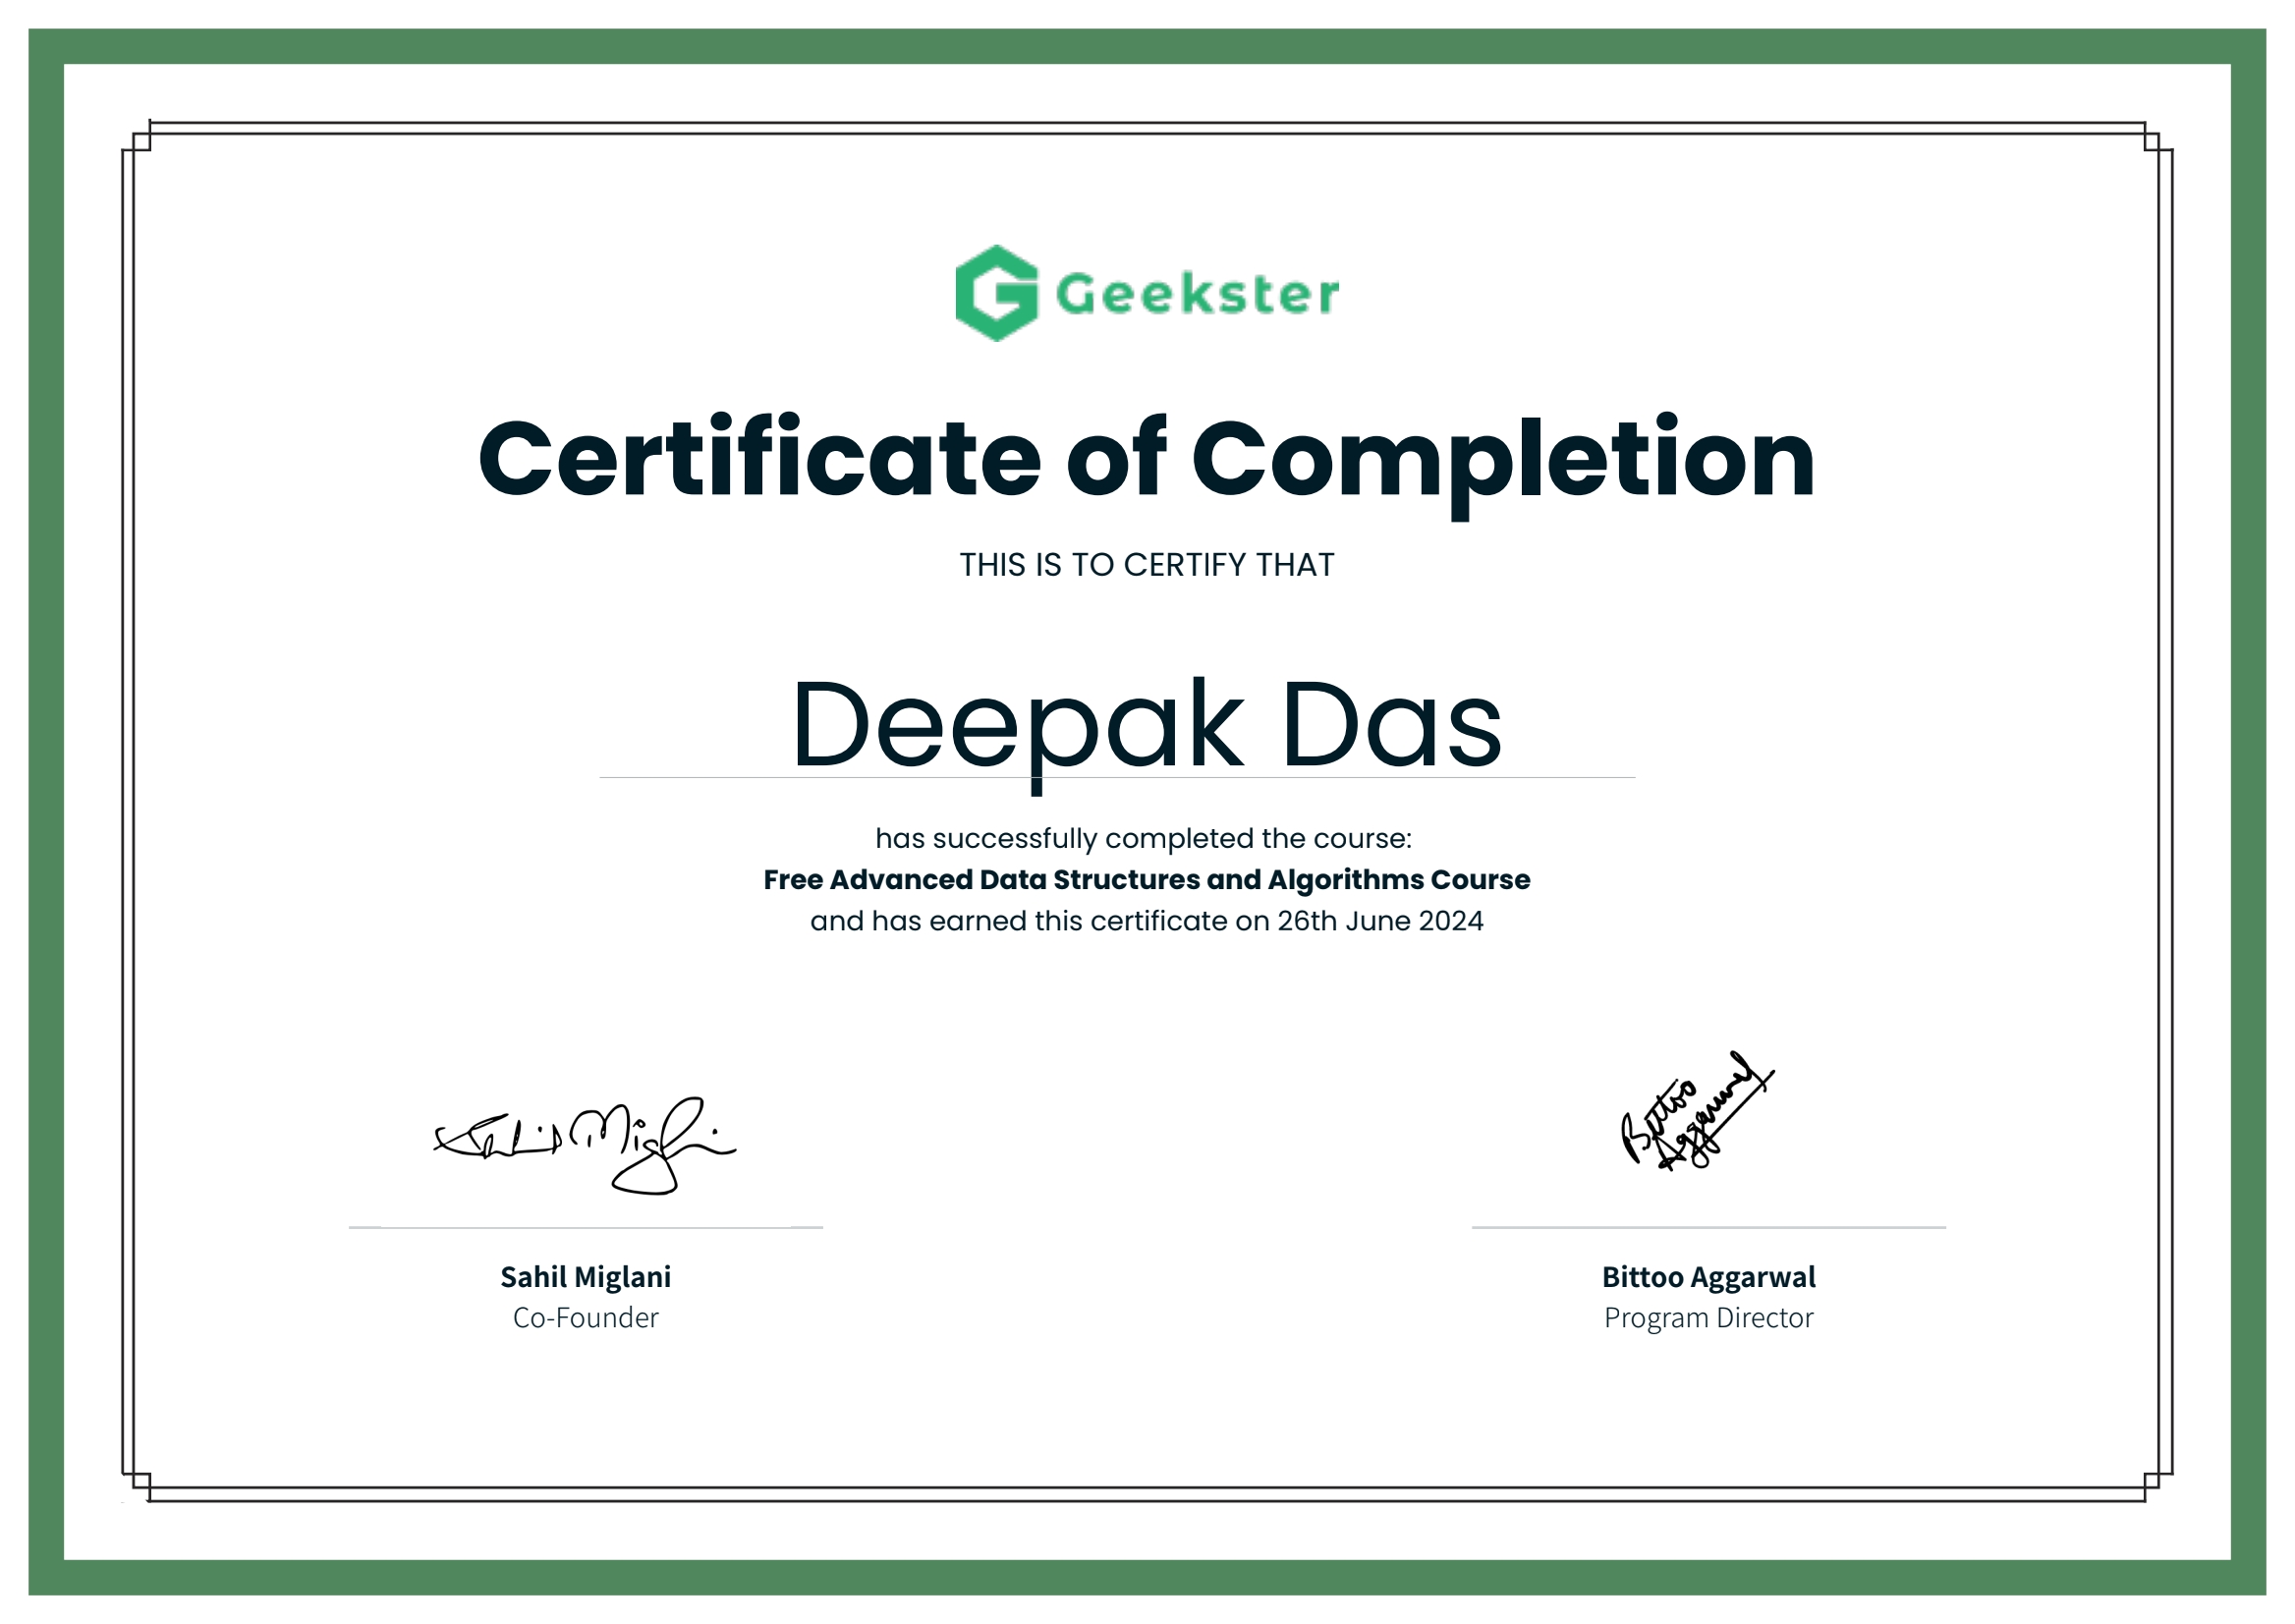 Geekster
Certificate of Completion
THIS IS TO CERTIFY THAT
Deepak Das
has successfully completed the course:
Free Advanced Data Structures and Algorithms Course
and has earned this certificate on 26th June 2024
Sahil Miglani
Bittoo
Aggarwal
Sahil Miglani
Co-Founder
Bittoo Aggarwal
Program Director